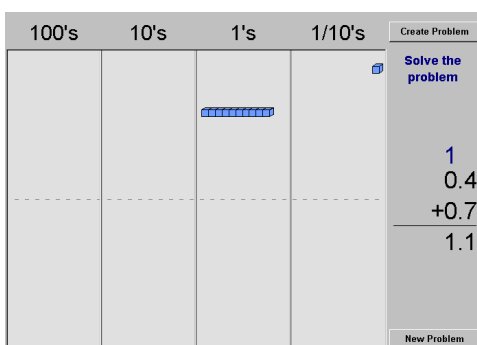 100's 10's 1's 1/10's Create Problem
Solve the
problem
1
0.4
+0.7
1.1
New Problem